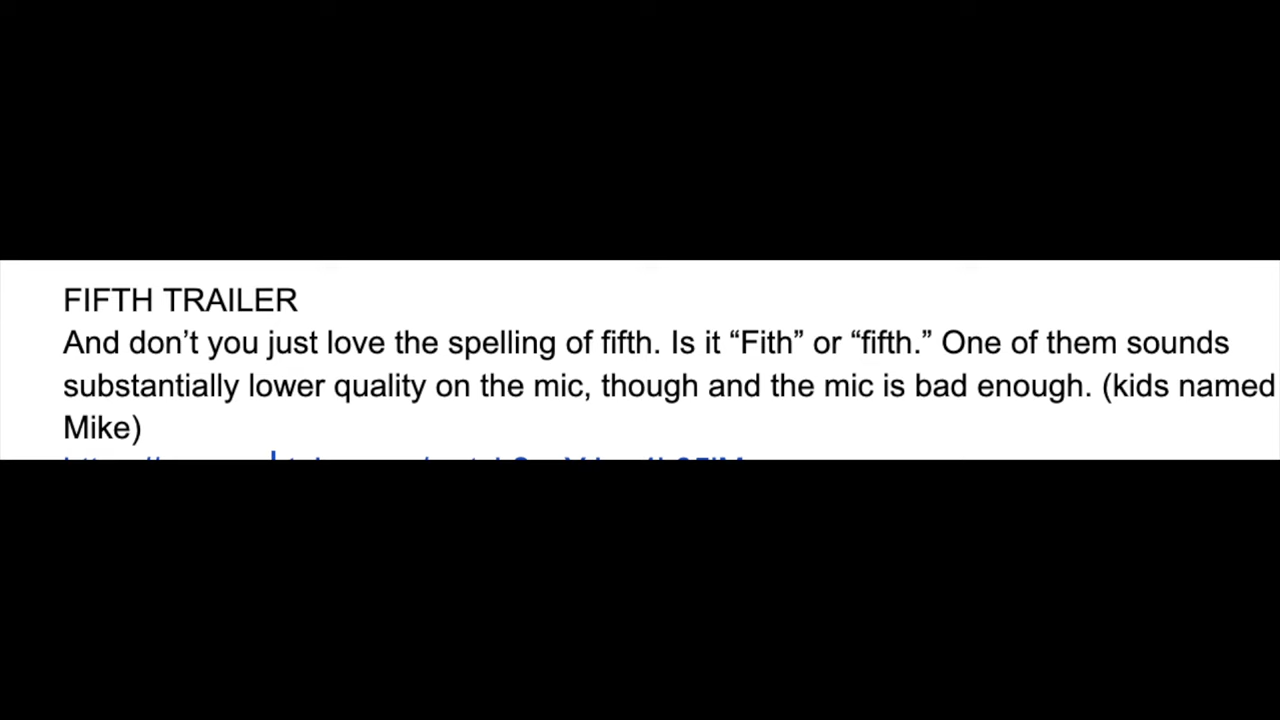 FIFTH TRAILER
And don’t you just love the spelling of fifth. Is it “Fith” or “fifth.” One of them sounds
substantially lower quality on the mic, though and the mic is bad enough. (kids named
Mike)